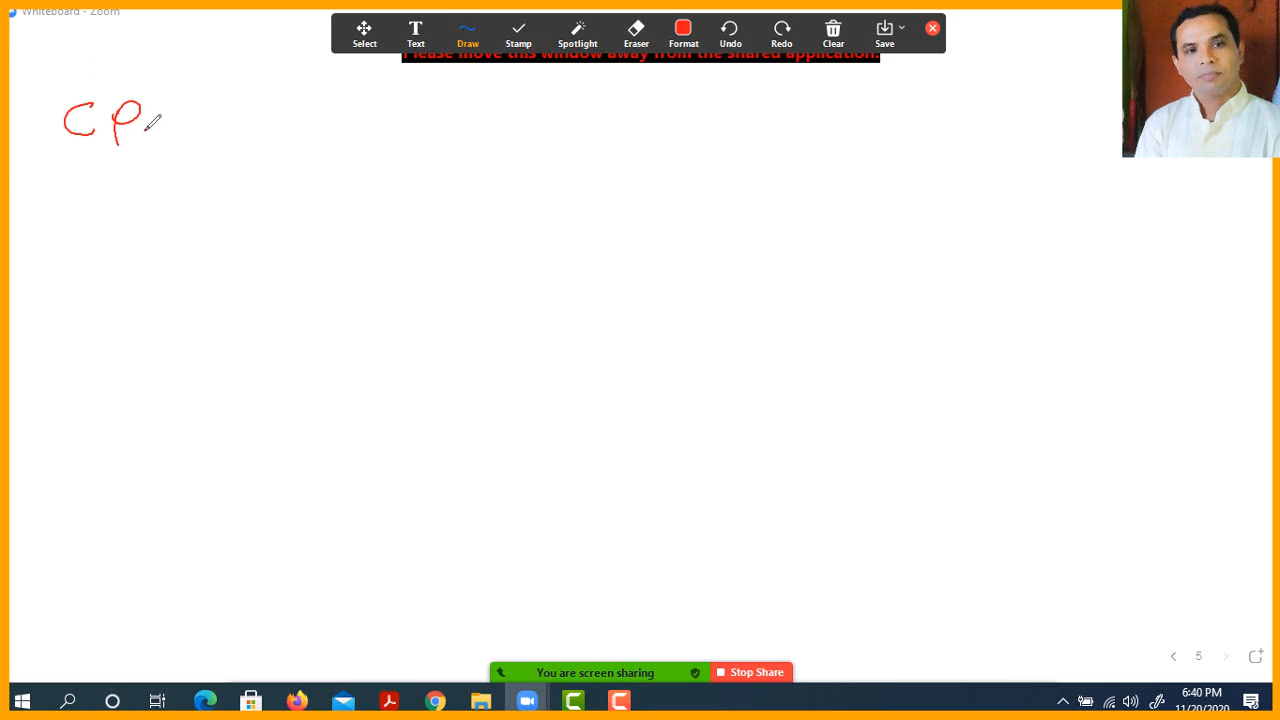 Whiteboard - Zoom
Select Text Draw Stamp Spotlight Eraser Format Undo Redo Clear Save
Please move this window away from the shared application.
C P
5
You are screen sharing Stop Share
6:40 PM
11/20/2020